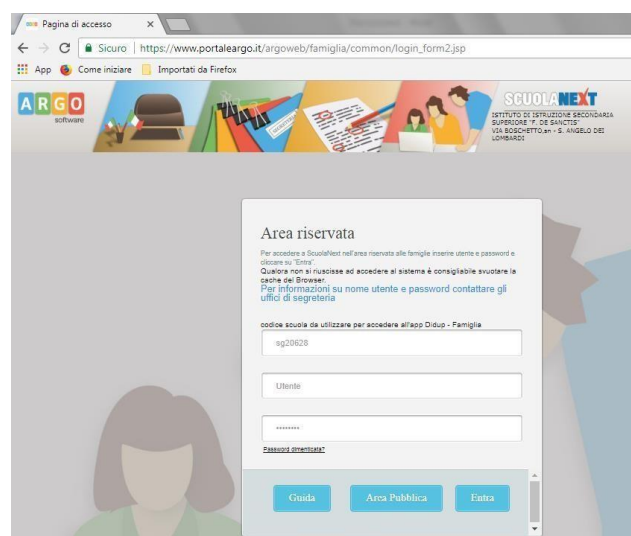 Pagina di accesso
Sicuro | https://www.portaleargo.it/argoweb/famiglia/common/login_form2.jsp
App Come iniziare Importati da Firefox
ARGO
software
SCUOLANEXT
ISTITUTO DI ISTRUZIONE SECONDARIA
SUPERIORE "F. DE SANCTIS"
VIA BOSCHETTO,sn - S. ANGELO DEI
LOMBARDI
Area riservata
Per accedere a ScuolaNext nell'area riservata alle famiglie inserire utente e password e
cliccare su "Entra".
Qualora non si riuscisse ad accedere al sistema è consigliabile svuotare la
cache del Browser.
Per informazioni su nome utente e password contattare gli
uffici di segreteria
codice scuola da utilizzare per accedere all'app Didup - Famiglia
sg20628
Utente
••••••••
Password dimenticata?
Guida Area Pubblica Entra